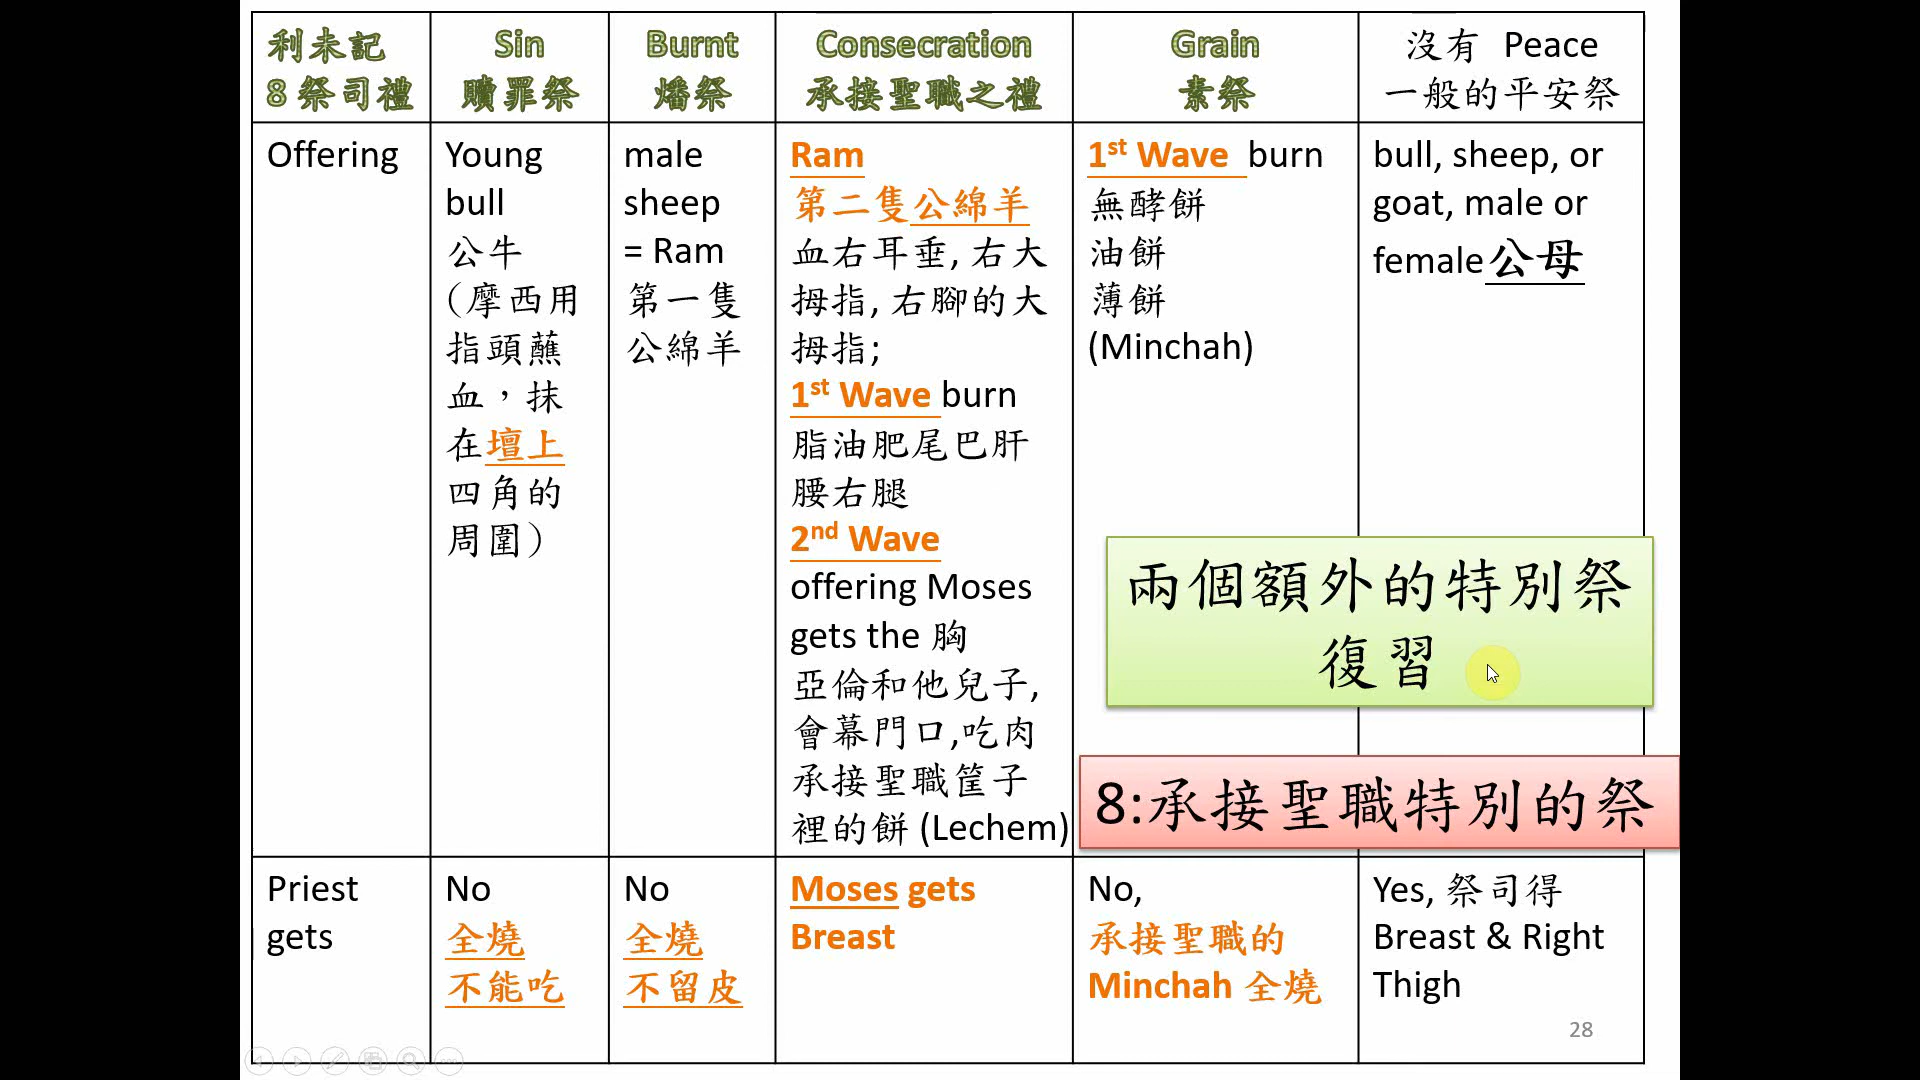 利未記
8 祭司禮
Sin
贖罪祭
Burnt
燔祭
Consecration
承接聖職之禮
Grain
素祭
沒有 Peace
一般的平安祭
Offering
Young
bull
公牛
(摩西用
指頭蘸
血，抹
在壇上
四角的
周圍)
male
sheep
= Ram
第一隻
公綿羊
Ram
第二隻公綿羊
血右耳垂, 右大
拇指, 右腳的大
拇指;
1st Wave burn
脂油肥尾巴肝
腰右腿
2nd Wave
offering Moses
gets the 胸
亞倫和他兒子,
會幕門口,吃肉
承接聖職筐子
裡的餅 (Lechem)
1st Wave burn
無酵餅
油餅
薄餅
(Minchah)
bull, sheep, or
goat, male or
female公母
兩個額外的特別祭
復習
8:承接聖職特別的祭
Priest
gets
No
全燒
不能吃
No
全燒
不留皮
Moses gets
Breast
No,
承接聖職的
Minchah 全燒
Yes, 祭司得
Breast & Right
Thigh
28